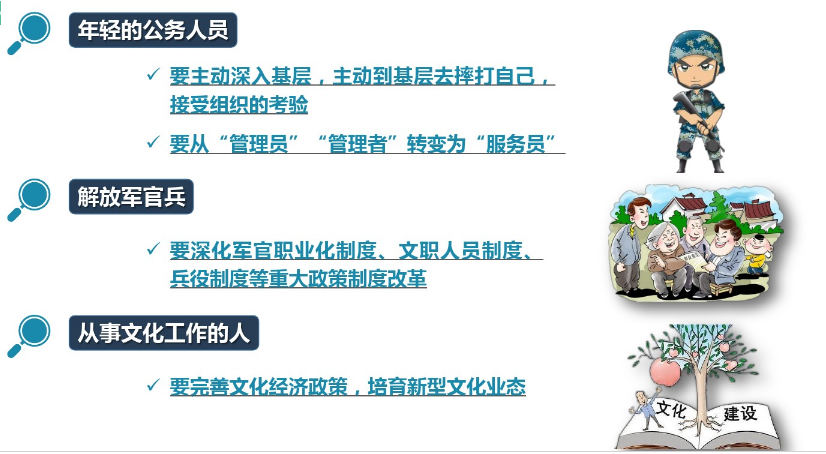 年轻的公务人员
要主动深入基层，主动到基层去摔打自己，
接受组织的考验
要从“管理员”“管理者”转变为“服务员”
解放军官兵
要深化军官职业化制度、文职人员制度、
兵役制度等重大政策制度改革
从事文化工作的人
要完善文化经济政策，培育新型文化业态
文化 建设